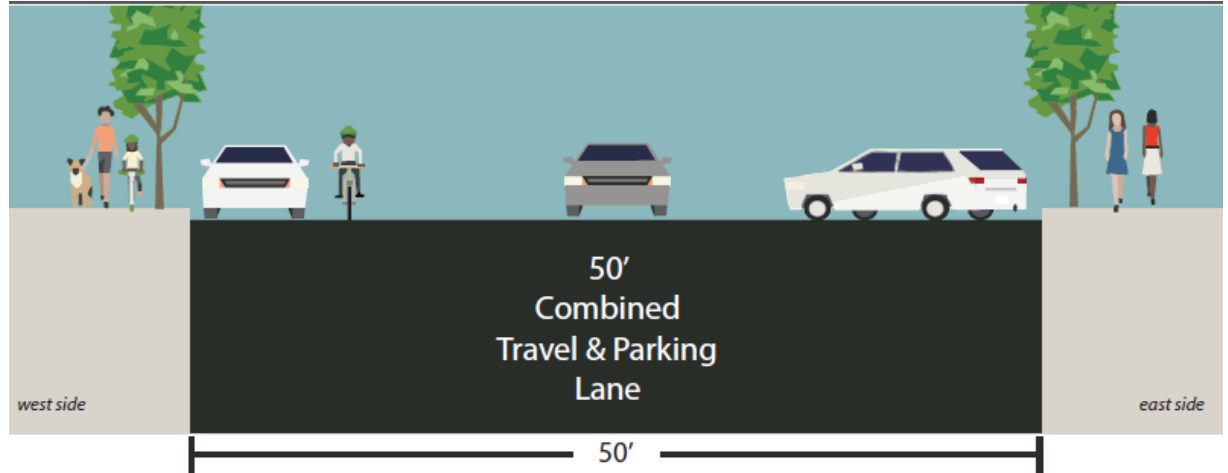 50’
Combined
Travel & Parking
Lane
west side
east side
50’